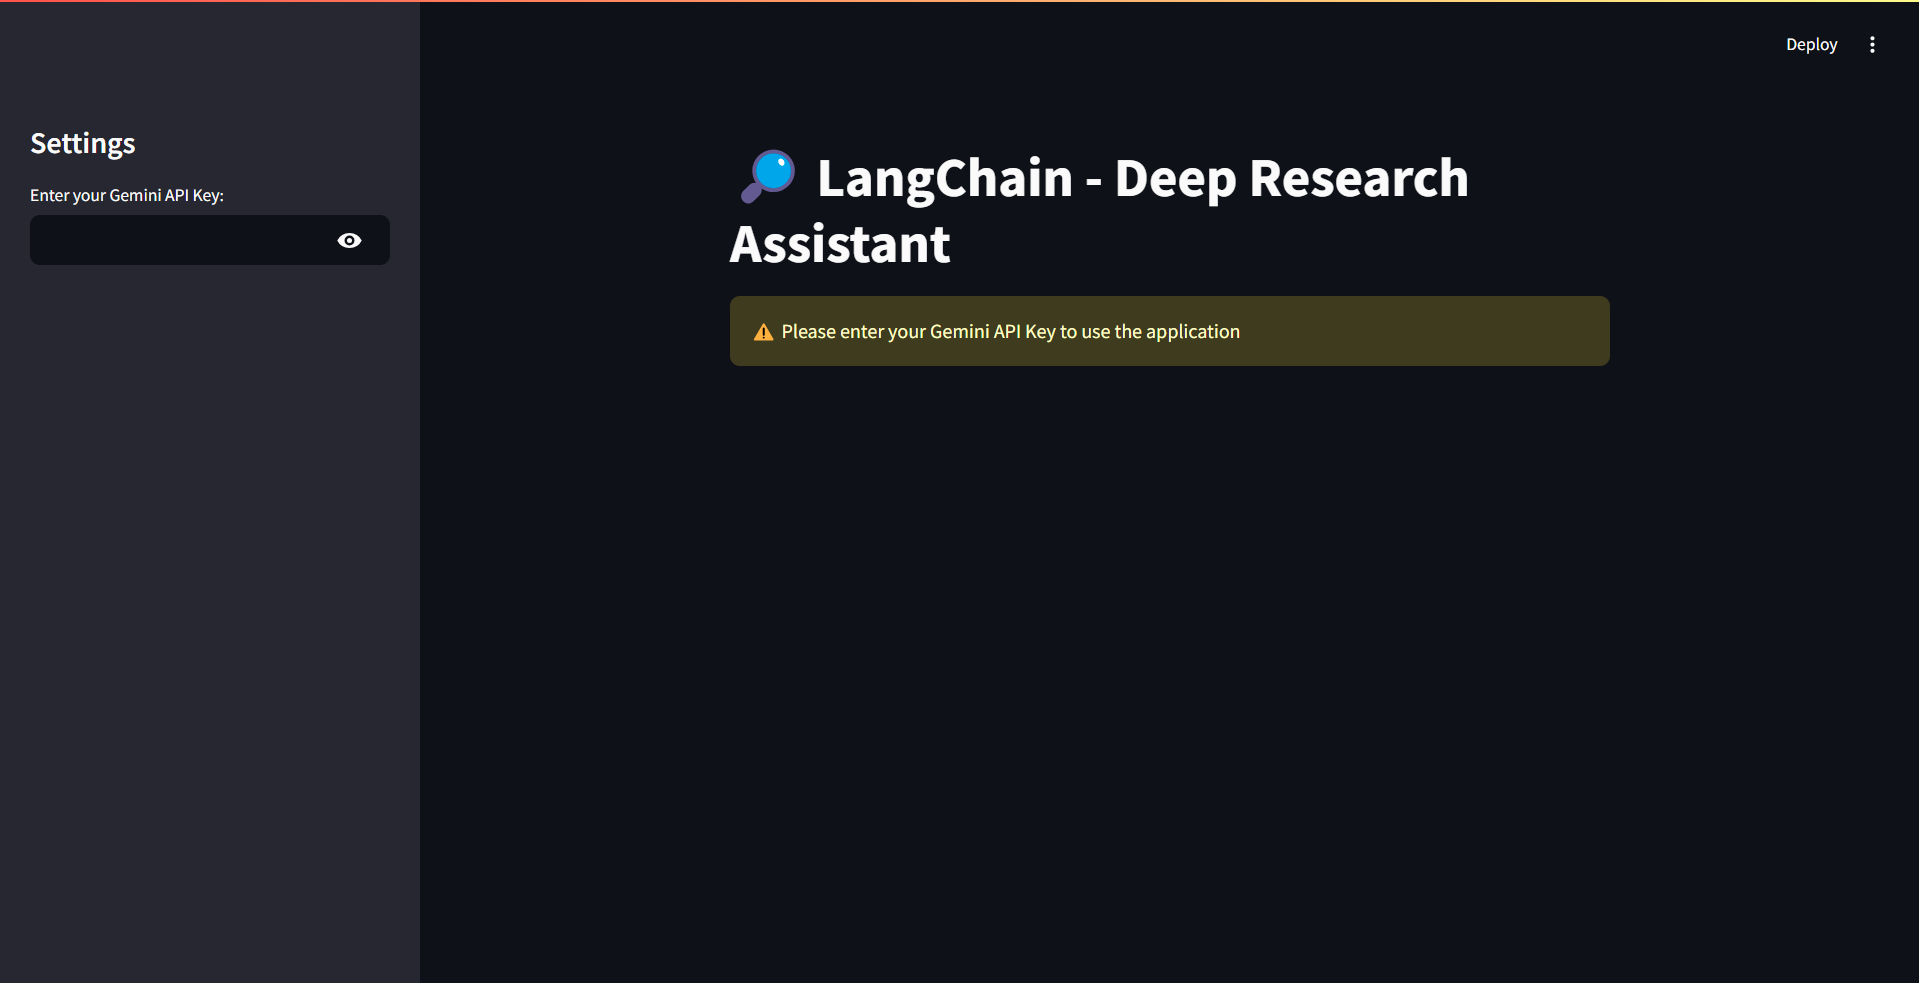 Deploy
Settings
Enter your Gemini API Key:
LangChain - Deep Research
Assistant
Please enter your Gemini API Key to use the application